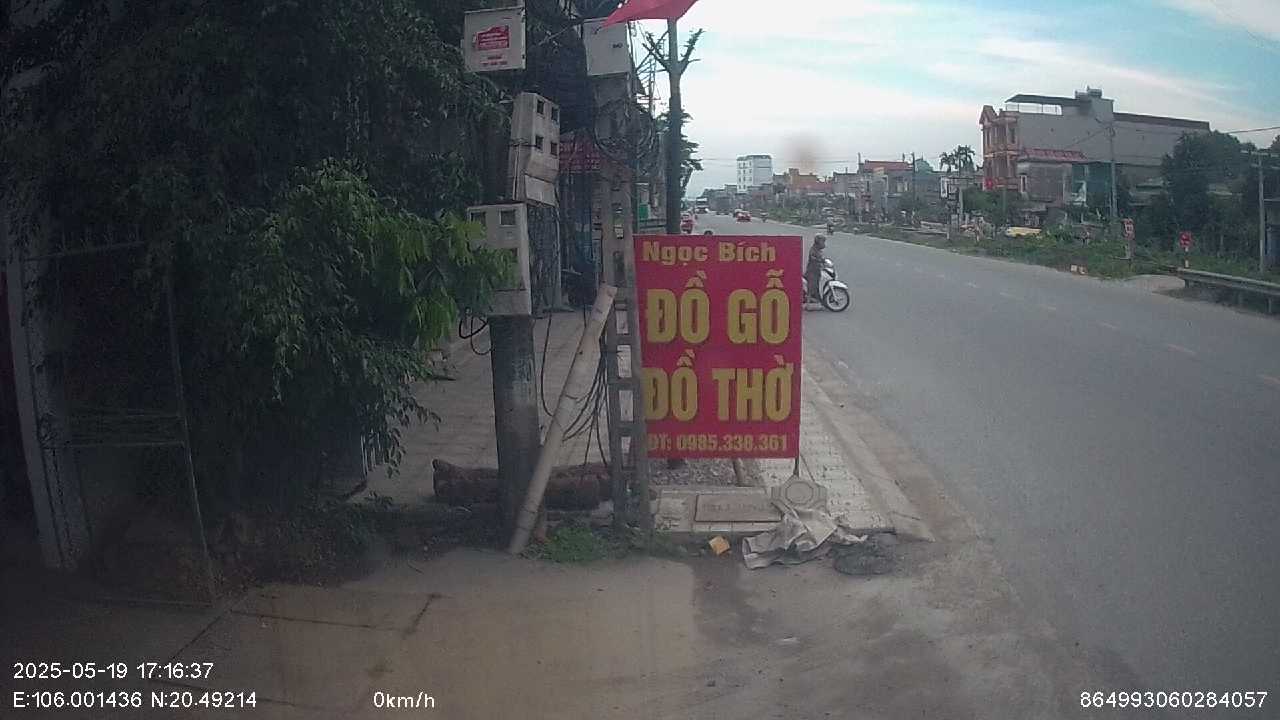 Ngọc Bích
ĐỒ GỖ
ĐỒ THỜ
ĐT: 0985.338.361
2025-05-19 17:16:37
E:106.001436 N:20.49214
0km/h
864993060284057